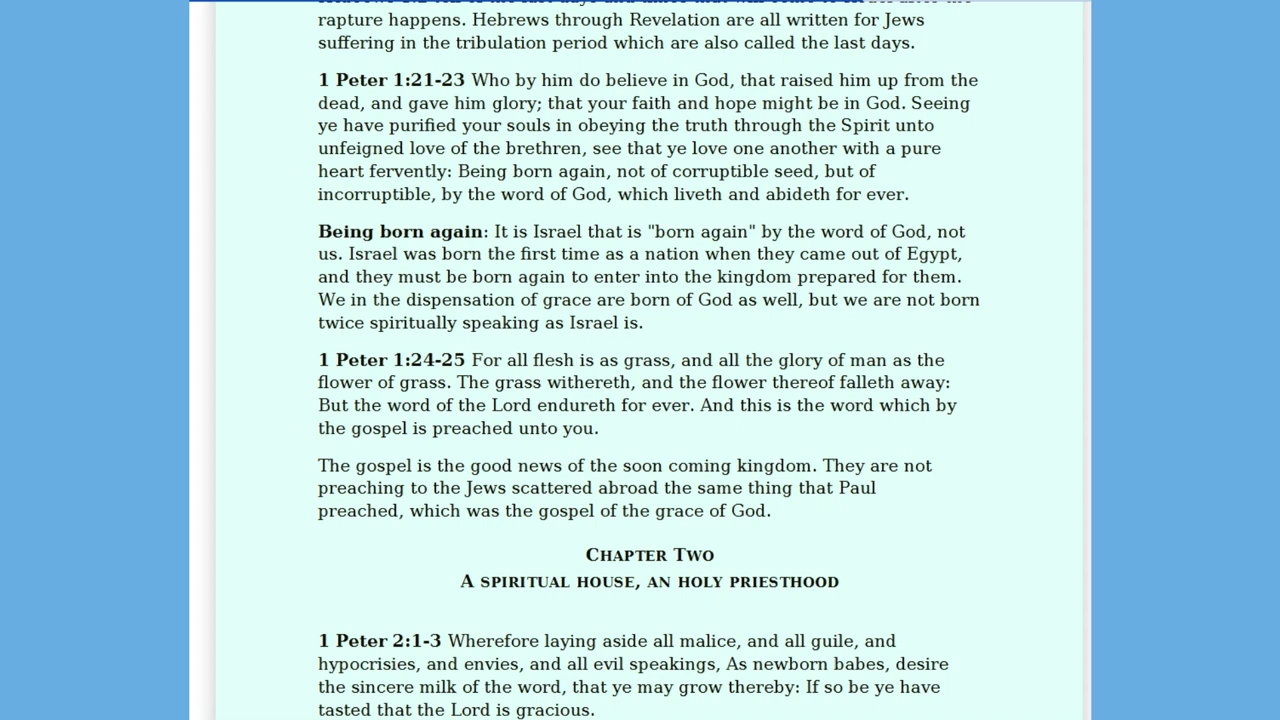 rapture happens. Hebrews through Revelation are all written for Jews
suffering in the tribulation period which are also called the last days.
1 Peter 1:21-23 Who by him do believe in God, that raised him up from the
dead, and gave him glory; that your faith and hope might be in God. Seeing
ye have purified your souls in obeying the truth through the Spirit unto
unfeigned love of the brethren, see that ye love one another with a pure
heart fervently: Being born again, not of corruptible seed, but of
incorruptible, by the word of God, which liveth and abideth for ever.
Being born again: It is Israel that is "born again" by the word of God, not
us. Israel was born the first time as a nation when they came out of Egypt,
and they must be born again to enter into the kingdom prepared for them.
We in the dispensation of grace are born of God as well, but we are not born
twice spiritually speaking as Israel is.
1 Peter 1:24-25 For all flesh is as grass, and all the glory of man as the
flower of grass. The grass withereth, and the flower thereof falleth away:
But the word of the Lord endureth for ever. And this is the word which by
the gospel is preached unto you.
The gospel is the good news of the soon coming kingdom. They are not
preaching to the Jews scattered abroad the same thing that Paul
preached, which was the gospel of the grace of God.
CHAPTER TWO
A SPIRITUAL HOUSE, AN HOLY PRIESTHOOD
1 Peter 2:1-3 Wherefore laying aside all malice, and all guile, and
hypocrisies, and envies, and all evil speakings, As newborn babes, desire
the sincere milk of the word, that ye may grow thereby: If so be ye have
tasted that the Lord is gracious.